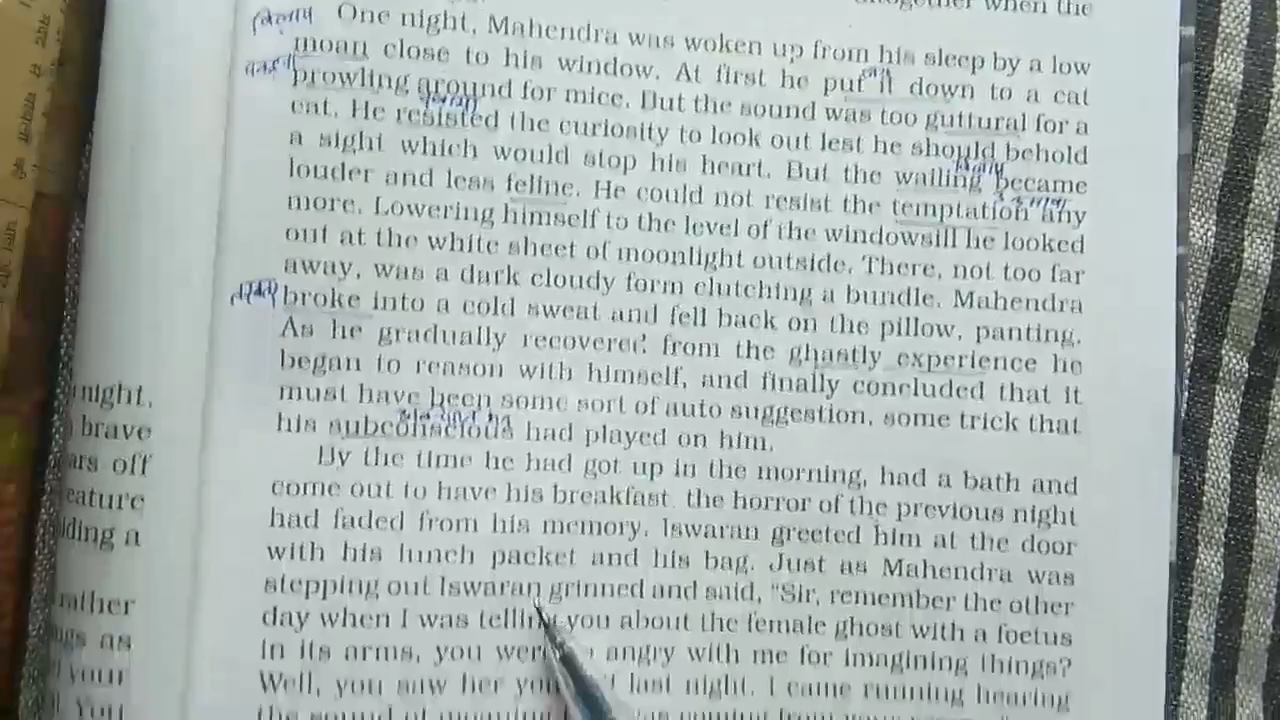 when the
One night, Mahendra was woken up from his sleep by a low
moan close to his window. At first he put it down to a cat
prowling around for mice. But the sound was too guttural for a
cat. He resisted the curiosity to look out lest he should behold
a sight which would stop his heart. But the wailing became
louder and less feline. He could not resist the temptation any
more. Lowering himself to the level of the windowsill he looked
out at the white sheet of moonlight outside. There, not too far
away, was a dark cloudy form clutching a bundle. Mahendra
broke into a cold sweat and fell back on the pillow, panting.
As he gradually recovered from the ghastly experience he
began to reason with himself, and finally concluded that it
must have been some sort of auto suggestion, some trick that
his subconscious had played on him.
By the time he had got up in the morning, had a bath and
come out to have his breakfast, the horror of the previous night
had faded from his memory. Iswaran greeted him at the door
with his lunch packet and his bag. Just as Mahendra was
stepping out Iswaran grinned and said, “Sir, remember the other
day when I was telling you about the female ghost with a foetus
in its arms, you were angry with me for imagining things?
Well, you saw her last night. I came running hearing
the sound of moaning
night.
brave
ars off
eature
lding a
rather
ngs as
your
You